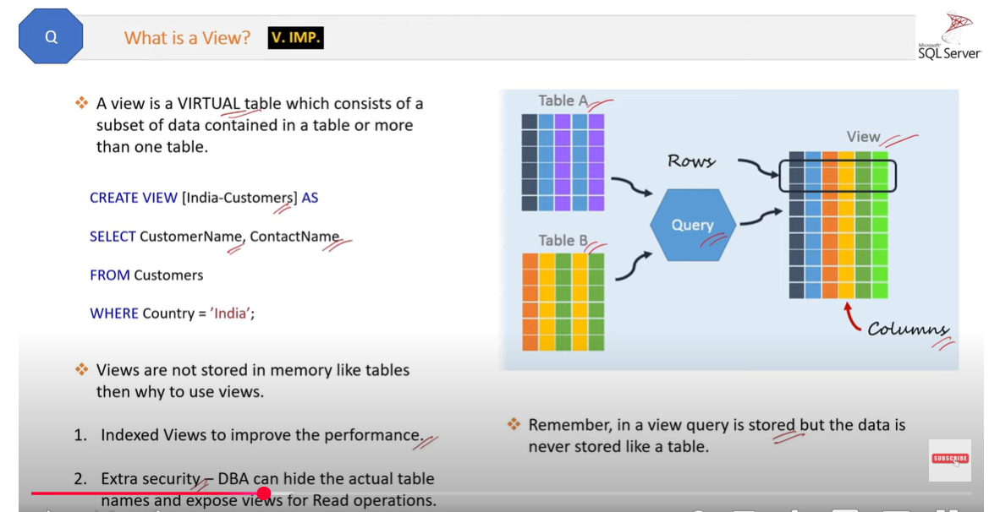 Q
What is a View?
V. IMP.
Microsoft
SQL Server
A view is a VIRTUAL table which consists of a
subset of data contained in a table or more
than one table.
CREATE VIEW [India-Customers] AS
SELECT CustomerName, ContactName
FROM Customers
WHERE Country = ’India’;
Views are not stored in memory like tables
then why to use views.
1. Indexed Views to improve the performance.
2. Extra security – DBA can hide the actual table
names and expose views for Read operations.
Table A
Table B
Query
Rows
View
Columns
Remember, in a view query is stored but the data is
never stored like a table.
SUBSCRIBE